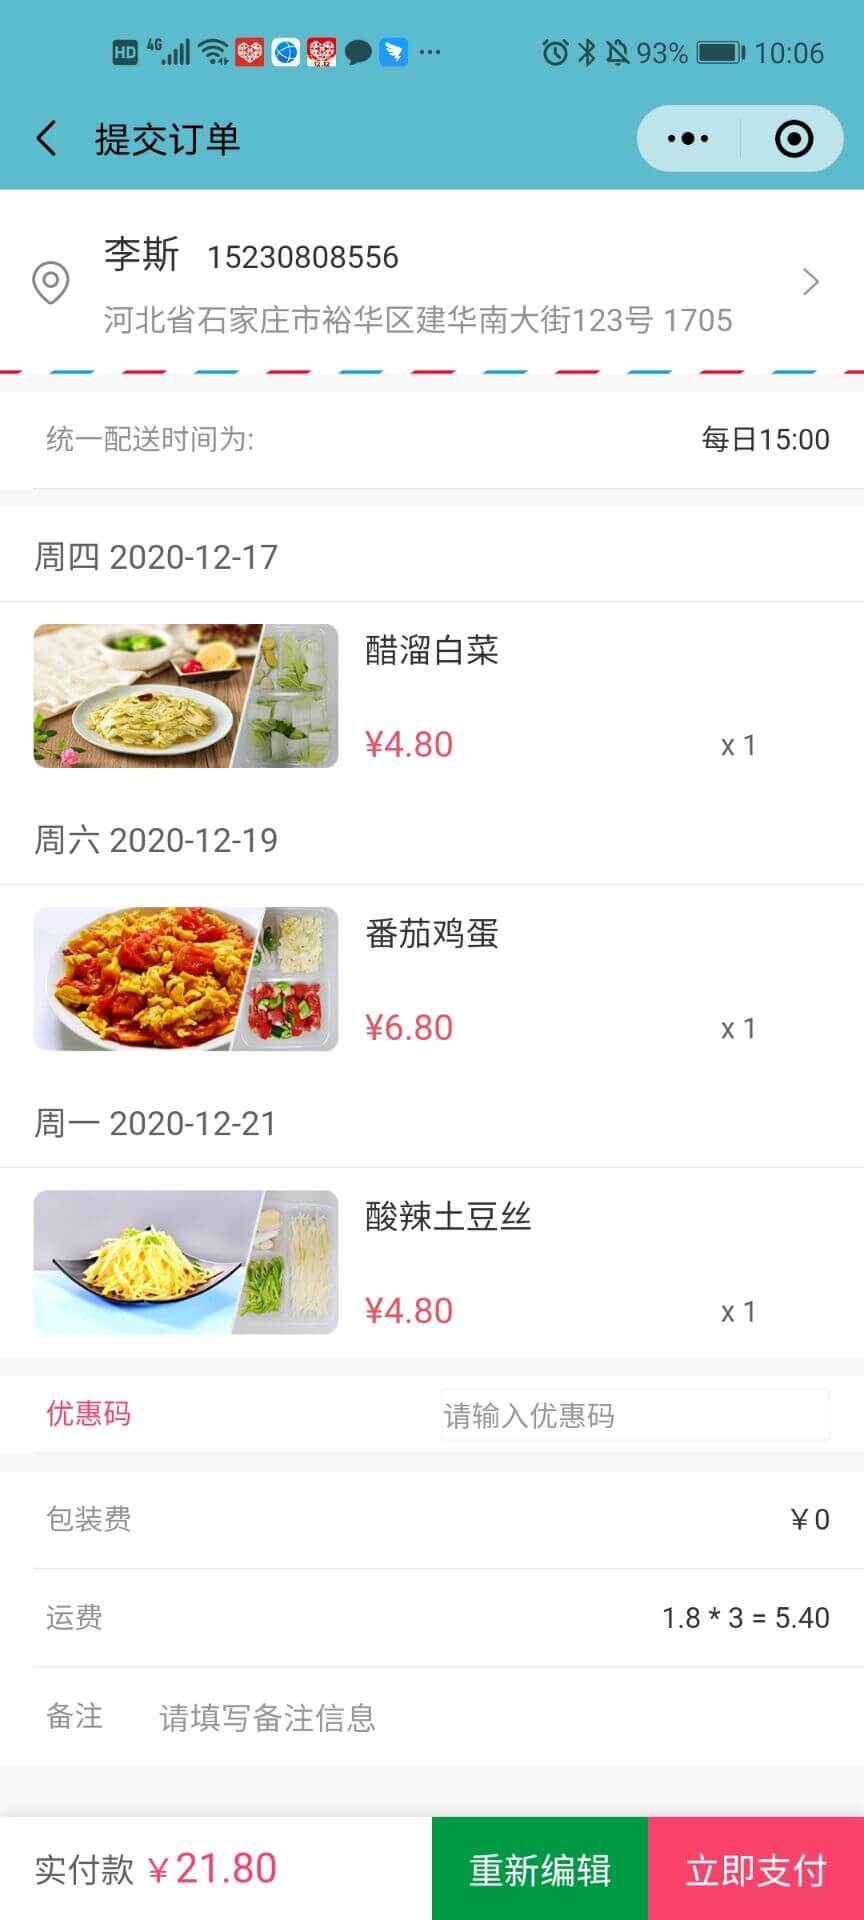 HD 4G 93% 10:06
提交订单
李斯 15230808556
河北省石家庄市裕华区建华南大街123号 1705
统一配送时间为: 每日15:00
周四 2020-12-17
醋溜白菜
¥4.80 x 1
周六 2020-12-19
番茄鸡蛋
¥6.80 x 1
周一 2020-12-21
酸辣土豆丝
¥4.80 x 1
优惠码 请输入优惠码
包装费 ￥0
运费 1.8 * 3 = 5.40
备注 请填写备注信息
实付款 ￥21.80 重新编辑 立即支付